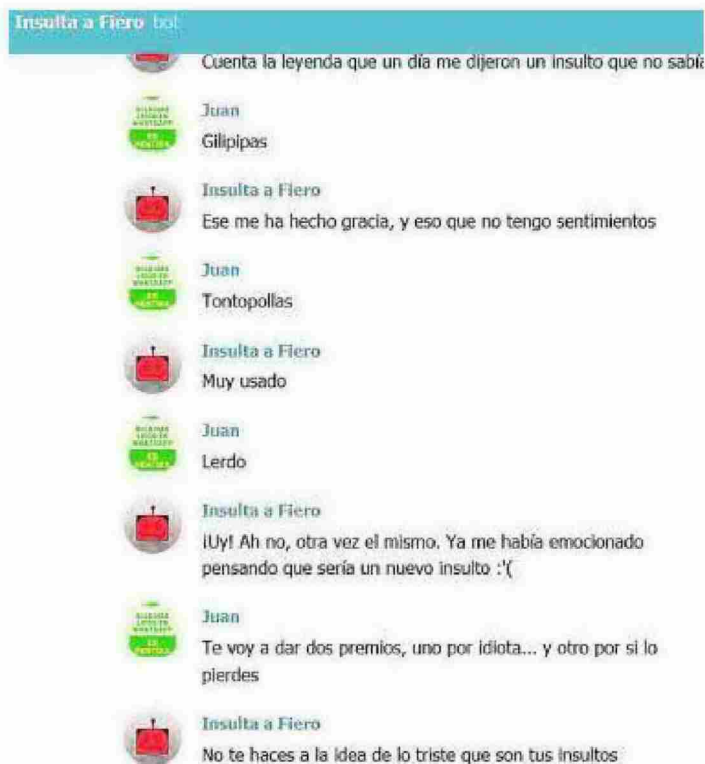 Insulta a Fiero bot
Cuenta la leyenda que un día me dijeron un insulto que no sabía
Juan
Gilipipas
Insulta a Fiero
Ese me ha hecho gracia, y eso que no tengo sentimientos
Juan
Tontopollas
Insulta a Fiero
Muy usado
Juan
Lerdo
Insulta a Fiero
¡Uy! Ah no, otra vez el mismo. Ya me había emocionado
pensando que sería un nuevo insulto :'(
Juan
Te voy a dar dos premios, uno por idiota... y otro por si lo
pierdes
Insulta a Fiero
No te haces a la idea de lo triste que son tus insultos